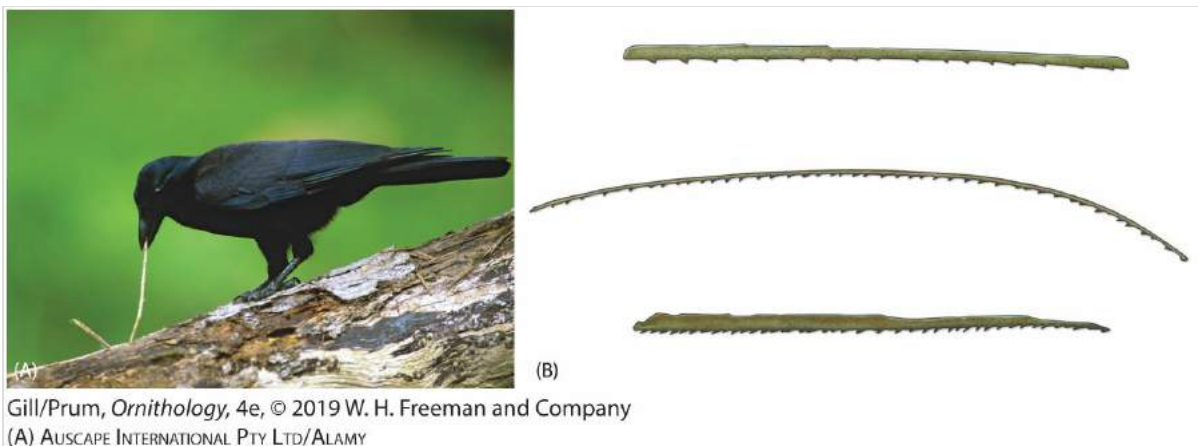 (A)
(B)
Gill/Prum, Ornithology, 4e, © 2019 W. H. Freeman and Company
(A) AUSCAPE INTERNATIONAL PTY LTD/ALAMY